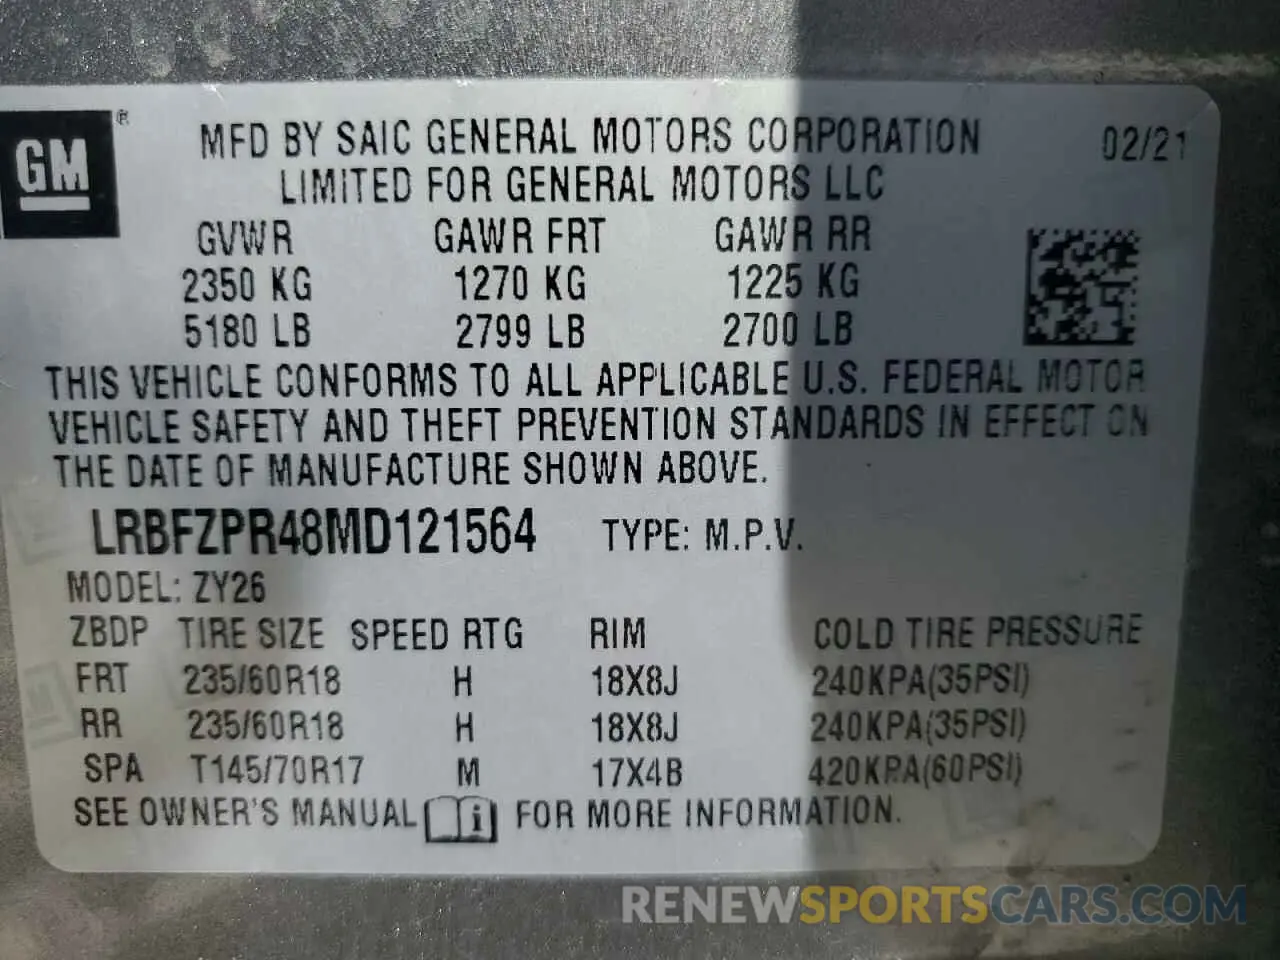 GM®
MFD BY SAIC GENERAL MOTORS CORPORATION 02/21
LIMITED FOR GENERAL MOTORS LLC
GVWR GAWR FRT GAWR RR
2350 KG 1270 KG 1225 KG
5180 LB 2799 LB 2700 LB
THIS VEHICLE CONFORMS TO ALL APPLICABLE U.S. FEDERAL MOTOR
VEHICLE SAFETY AND THEFT PREVENTION STANDARDS IN EFFECT ON
THE DATE OF MANUFACTURE SHOWN ABOVE.
LRBFZPR48MD121564 TYPE: M.P.V.
MODEL: ZY26
ZBDP TIRE SIZE SPEED RTG RIM COLD TIRE PRESSURE
FRT 235/60R18 H 18X8J 240KPA(35PSI)
RR 235/60R18 H 18X8J 240KPA(35PSI)
SPA T145/70R17 M 17X4B 420KPA(60PSI)
SEE OWNER'S MANUAL i FOR MORE INFORMATION.
RENEWSPORTSCARS.COM